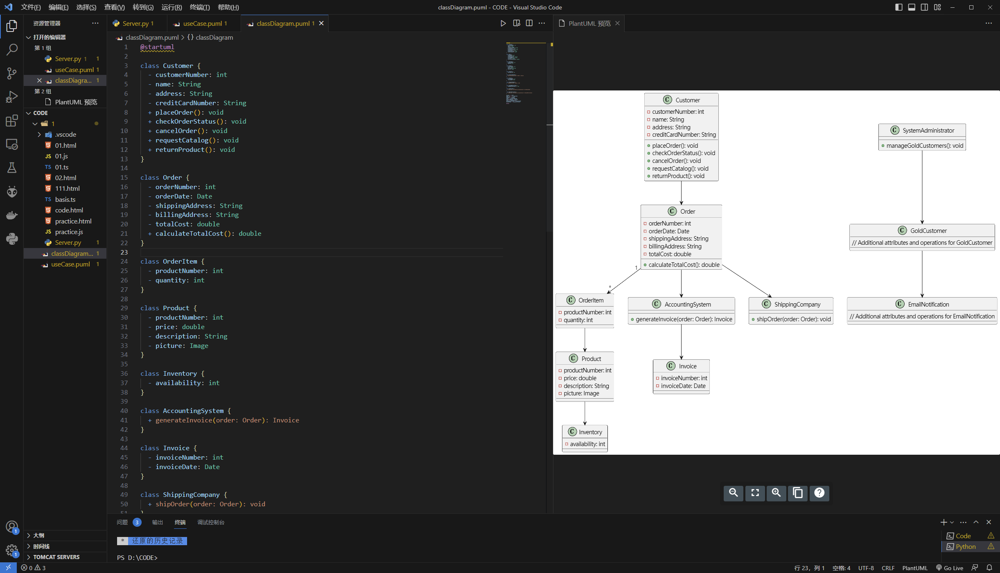 文件(F) 编辑(E) 选择(S) 查看(V) 转到(G) 运行(R) 终端(T) 帮助(H)
classDiagram.puml - CODE - Visual Studio Code
资源管理器
打开的编辑器
第 1 组
Server.py 1 1
useCase.puml 1
classDiagra... 1
第 2 组
PlantUML 预览
CODE
1
.vscode
01.html
JS 01.js
TS 01.ts
02.html
111.html
TS basis.ts
code.html
practice.html
JS practice.js
Server.py 1
classDiagram... 1
useCase.puml 1
大纲
时间线
TOMCAT SERVERS
1
1
Server.py 1
useCase.puml 1
classDiagram.puml 1
classDiagram.puml > {} classDiagram
1 @startuml
2
3 class Customer {
4 - customerNumber: int
5 - name: String
6 - address: String
7 - creditCardNumber: String
8 + placeOrder(): void
9 + checkOrderStatus(): void
10 + cancelOrder(): void
11 + requestCatalog(): void
12 + returnProduct(): void
13 }
14
15 class Order {
16 - orderNumber: int
17 - orderDate: Date
18 - shippingAddress: String
19 - billingAddress: String
20 - totalCost: double
21 + calculateTotalCost(): double
22 }
23
24 class OrderItem {
25 - productNumber: int
26 - quantity: int
27 }
28
29 class Product {
30 - productNumber: int
31 - price: double
32 - description: String
33 - picture: Image
34 }
35
36 class Inventory {
37 - availability: int
38 }
39
40 class AccountingSystem {
41 + generateInvoice(order: Order): Invoice
42 }
43
44 class Invoice {
45 - invoiceNumber: int
46 - invoiceDate: Date
47 }
48
49 class ShippingCompany {
50 + shipOrder(order: Order): void
51 }
PlantUML 预览
C Customer
customerNumber: int
name: String
address: String
creditCardNumber: String
placeOrder(): void
checkOrderStatus(): void
cancelOrder(): void
requestCatalog(): void
returnProduct(): void
C SystemAdministrator
manageGoldCustomers(): void
C Order
orderNumber: int
orderDate: Date
shippingAddress: String
billingAddress: String
totalCost: double
calculateTotalCost(): double
C GoldCustomer
// Additional attributes and operations for GoldCustomer
1
*
C OrderItem
productNumber: int
quantity: int
C AccountingSystem
generateInvoice(order: Order): Invoice
C ShippingCompany
shipOrder(order: Order): void
C EmailNotification
// Additional attributes and operations for EmailNotification
C Product
productNumber: int
price: double
description: String
picture: Image
C Invoice
invoiceNumber: int
invoiceDate: Date
C Inventory
availability: int
问题 3 输出 终端 调试控制台
* 还原的历史记录
PS D:\CODE>
Code
Python
0 3
行 23, 列 1 空格: 4 UTF-8 CRLF PlantUML Go Live